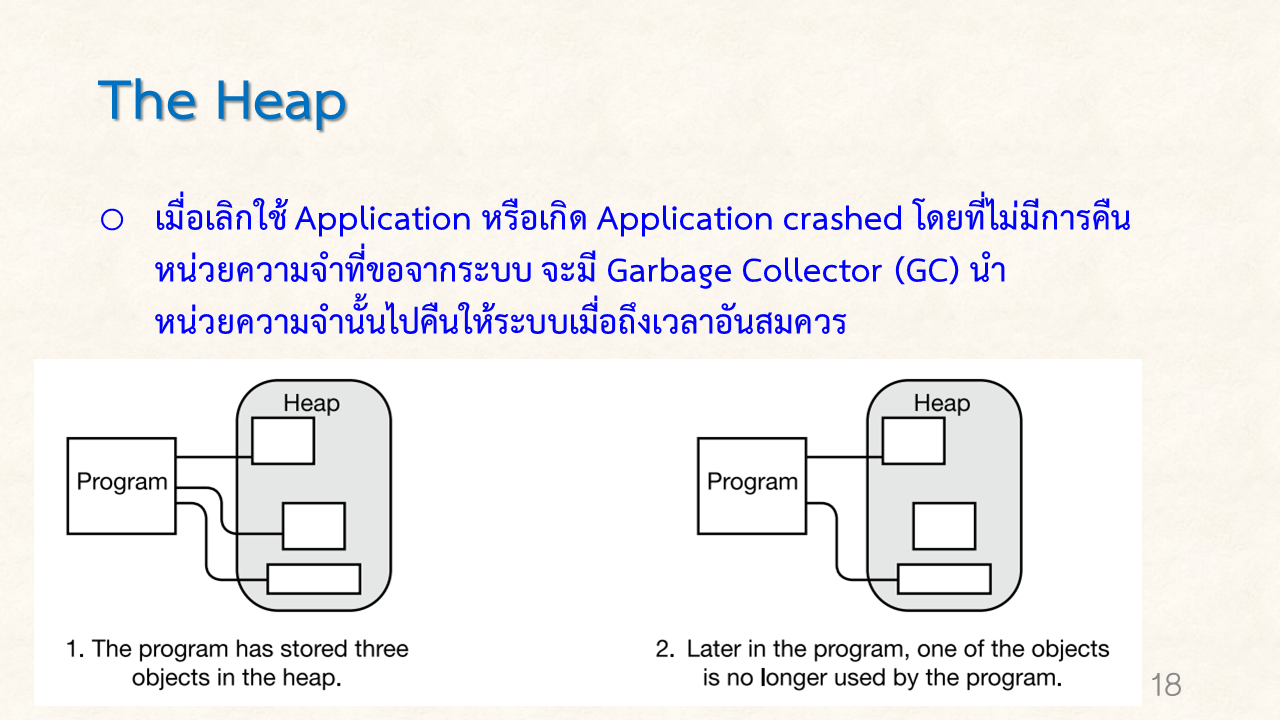 The Heap
○ เมื่อเลิกใช้ Application หรือเกิด Application crashed โดยที่ไม่มีการคืน
หน่วยความจำที่ขอจากระบบ จะมี Garbage Collector (GC) นำ
หน่วยความจำนั้นไปคืนให้ระบบเมื่อถึงเวลาอันสมควร
Heap
Program
1. The program has stored three
objects in the heap.
Heap
Program
2. Later in the program, one of the objects
is no longer used by the program.
18